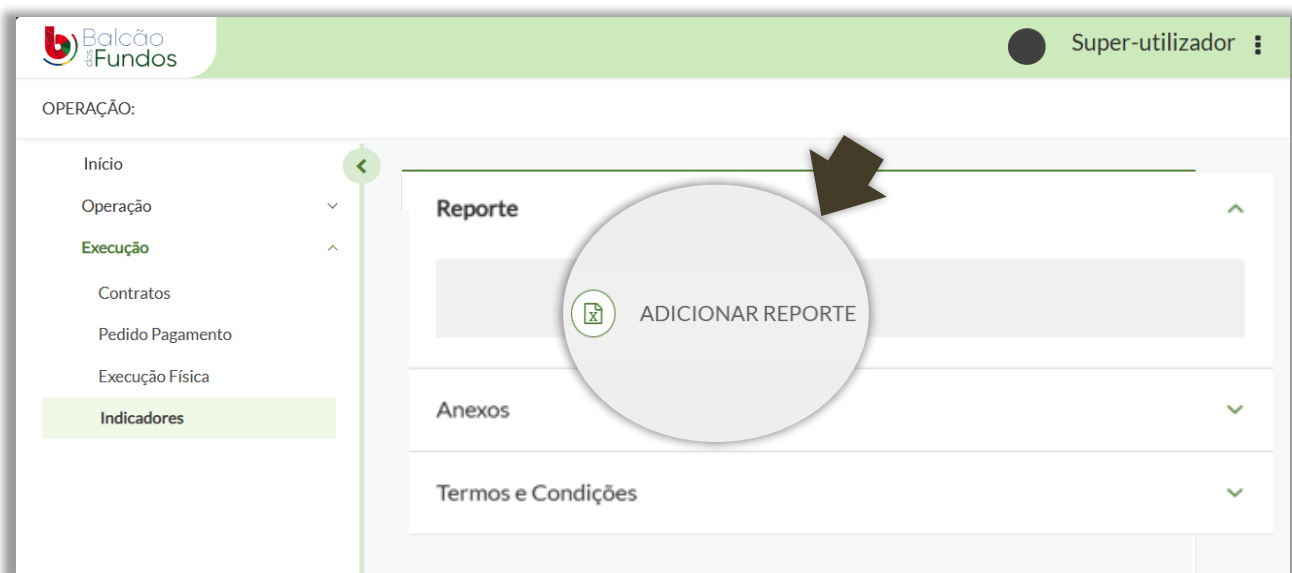 Balcão
dos Fundos
Super-utilizador
OPERAÇÃO:
Início
Operação
Execução
Contratos
Pedido Pagamento
Execução Física
Indicadores
Reporte
ADICIONAR REPORTE
Anexos
Termos e Condições